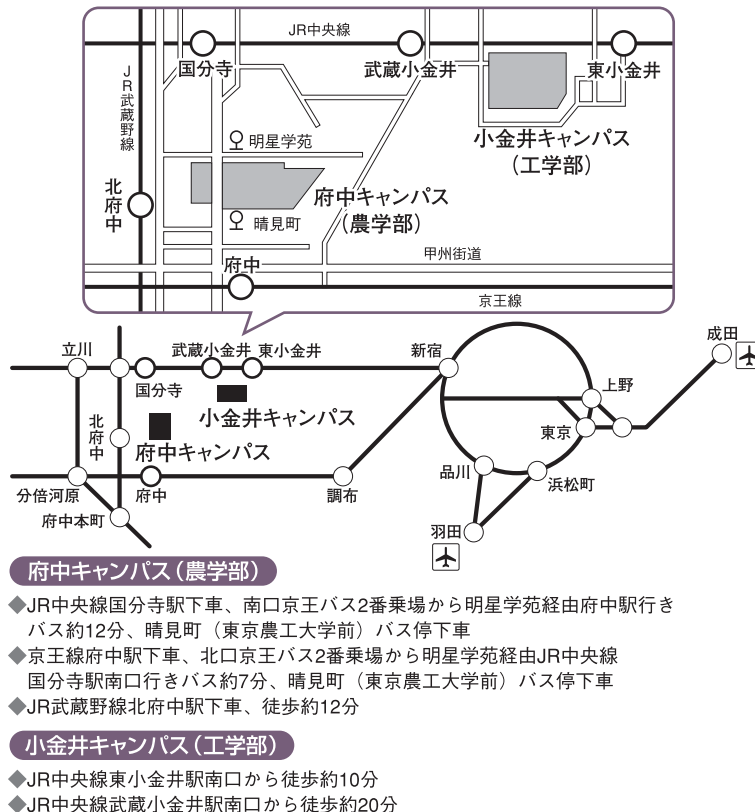 JR中央線
国分寺
武蔵小金井
東小金井
JR武蔵野線
小金井キャンパス
(工学部)
明星学苑
北府中
府中キャンパス
(農学部)
晴見町
甲州街道
府中
京王線
成田
立川
武蔵小金井
東小金井
新宿
国分寺
上野
小金井キャンパス
北府中
東京
府中キャンパス
品川
浜松町
分倍河原
府中
調布
府中本町
羽田
府中キャンパス(農学部)
◆JR中央線国分寺駅下車、南口京王バス2番乗場から明星学苑経由府中駅行き
バス約12分、晴見町(東京農工大学前)バス停下車
◆京王線府中駅下車、北口京王バス2番乗場から明星学苑経由JR中央線
国分寺駅南口行きバス約7分、晴見町(東京農工大学前)バス停下車
◆JR武蔵野線北府中駅下車、徒歩約12分
小金井キャンパス(工学部)
◆JR中央線東小金井駅南口から徒歩約10分
◆JR中央線武蔵小金井駅南口から徒歩約20分